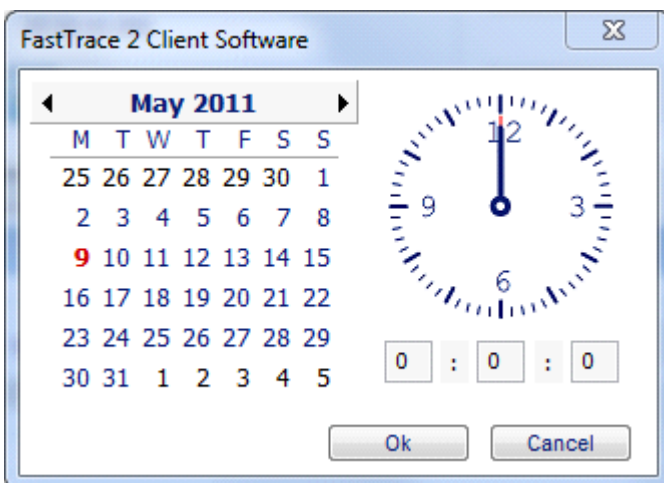 FastTrace 2 Client Software
May 2011
M T W T F S S
25 26 27 28 29 30 1
2 3 4 5 6 7 8
9 10 11 12 13 14 15
16 17 18 19 20 21 22
23 24 25 26 27 28 29
30 31 1 2 3 4 5
12
9 3
6
0 : 0 : 0
Ok Cancel